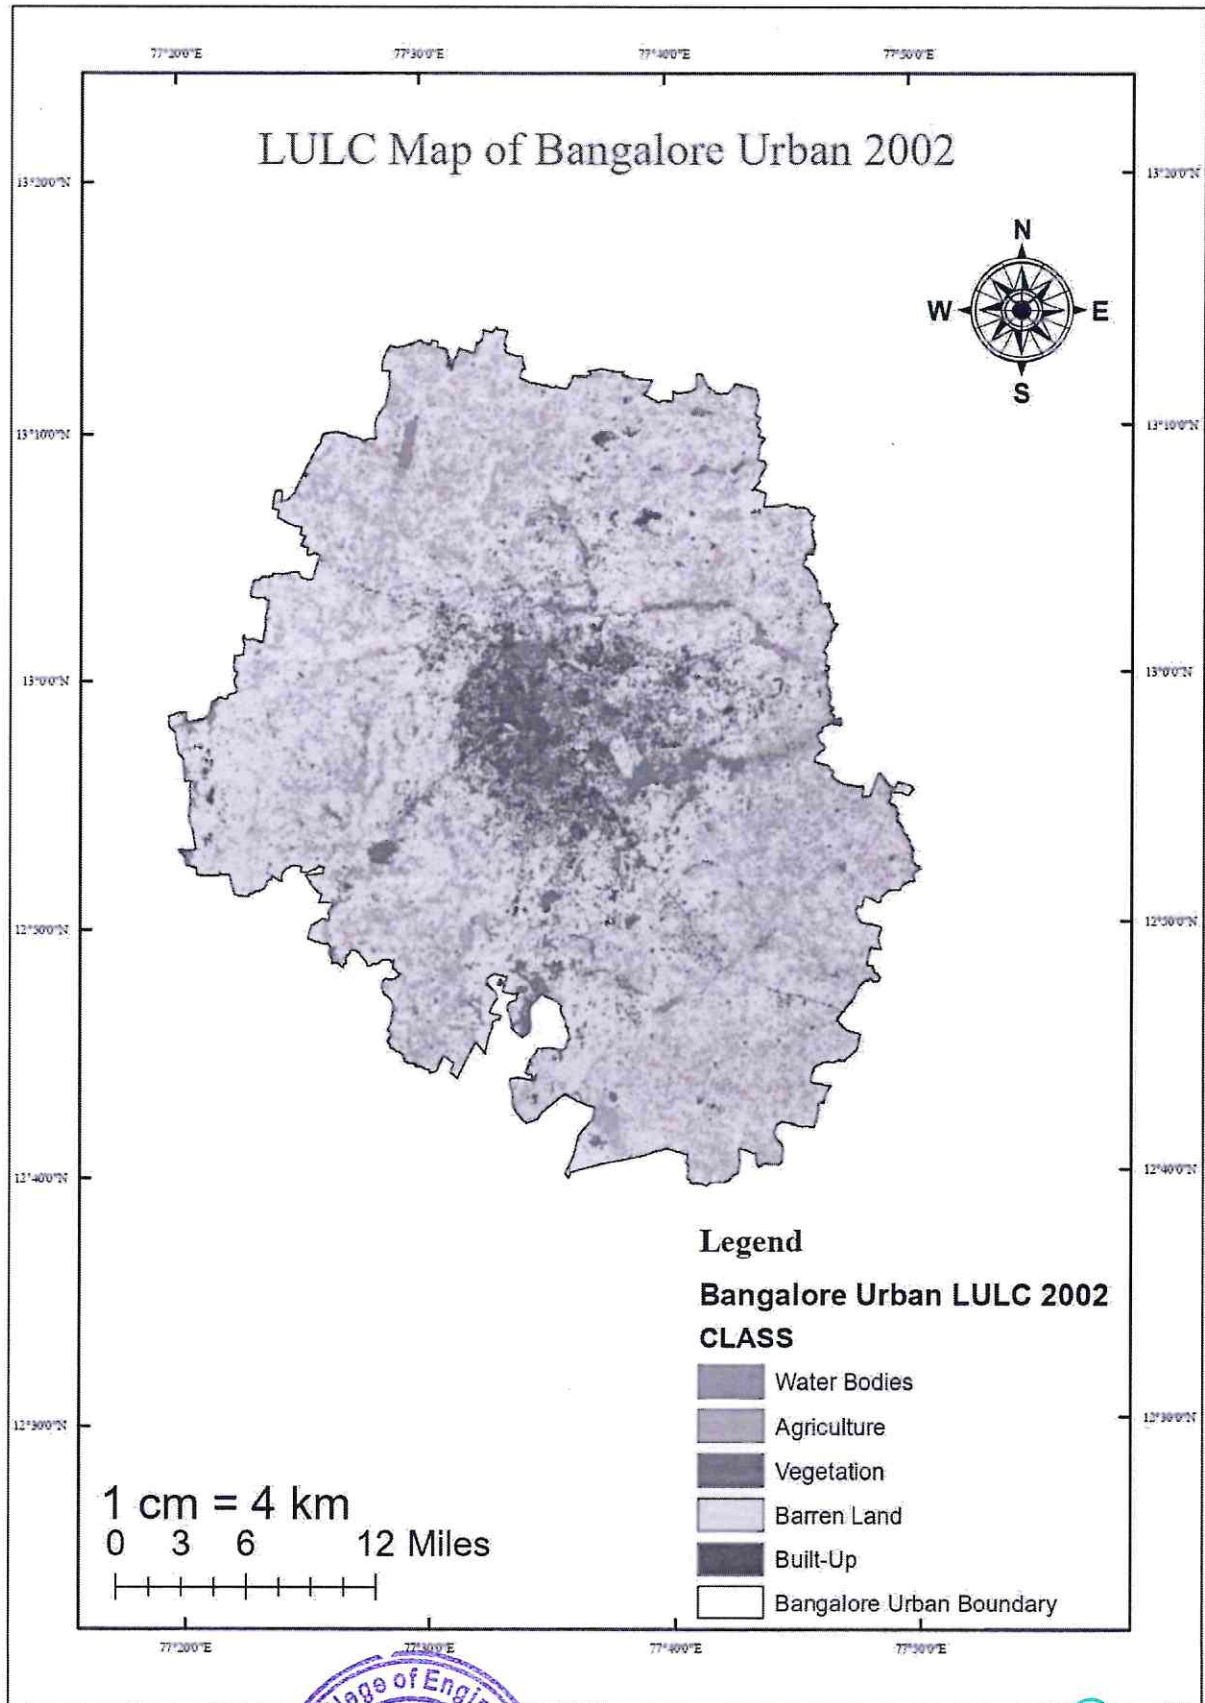 77°20'0"E 77°30'0"E 77°40'0"E 77°50'0"E
LULC Map of Bangalore Urban 2002
13°20'0"N 13°20'0"N
N
W E
S
13°10'0"N 13°10'0"N
13°0'0"N 13°0'0"N
12°50'0"N 12°50'0"N
12°40'0"N 12°40'0"N
Legend
Bangalore Urban LULC 2002
CLASS
Water Bodies
Agriculture
Vegetation
Barren Land
Built-Up
Bangalore Urban Boundary
12°30'0"N 12°30'0"N
1 cm = 4 km
0 3 6 12 Miles
77°20'0"E 77°30'0"E 77°40'0"E 77°50'0"E